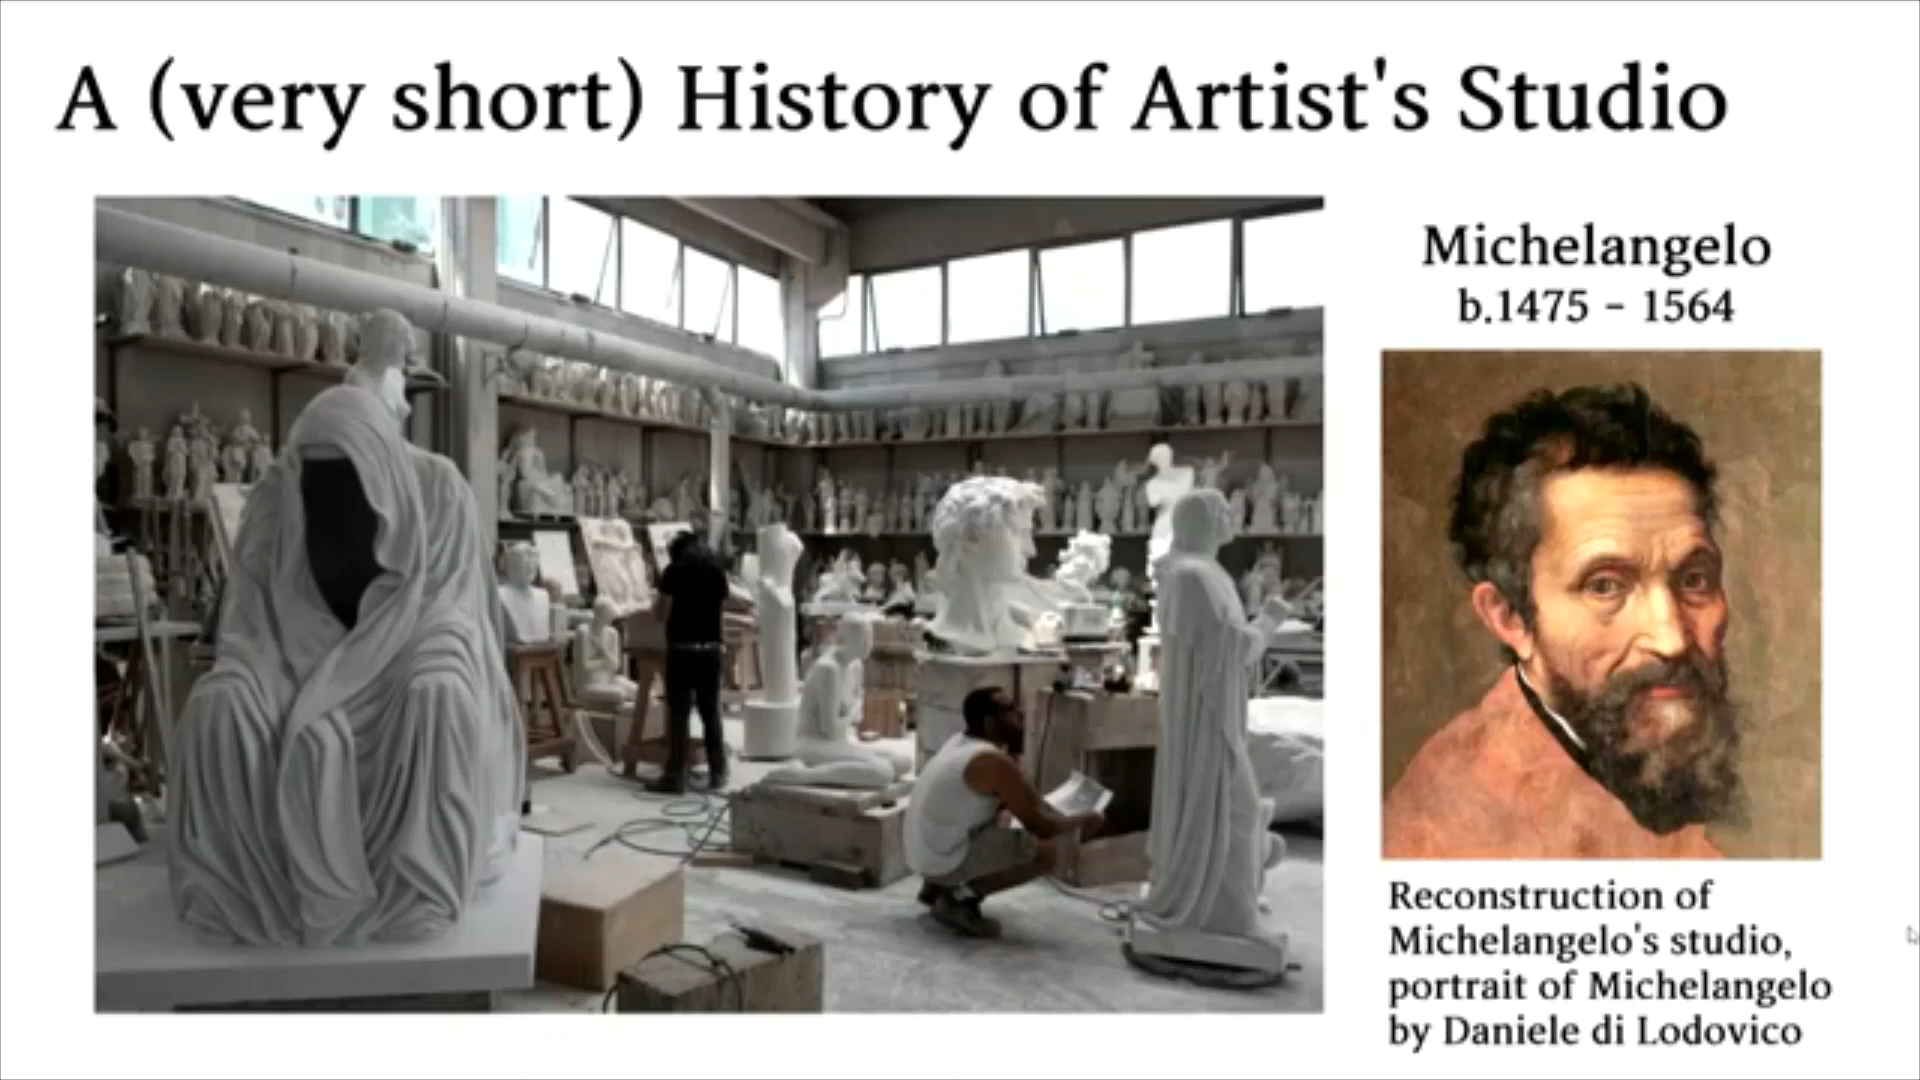 A (very short) History of Artist's Studio
Michelangelo
b.1475 – 1564
Reconstruction of
Michelangelo's studio,
portrait of Michelangelo
by Daniele di Lodovico